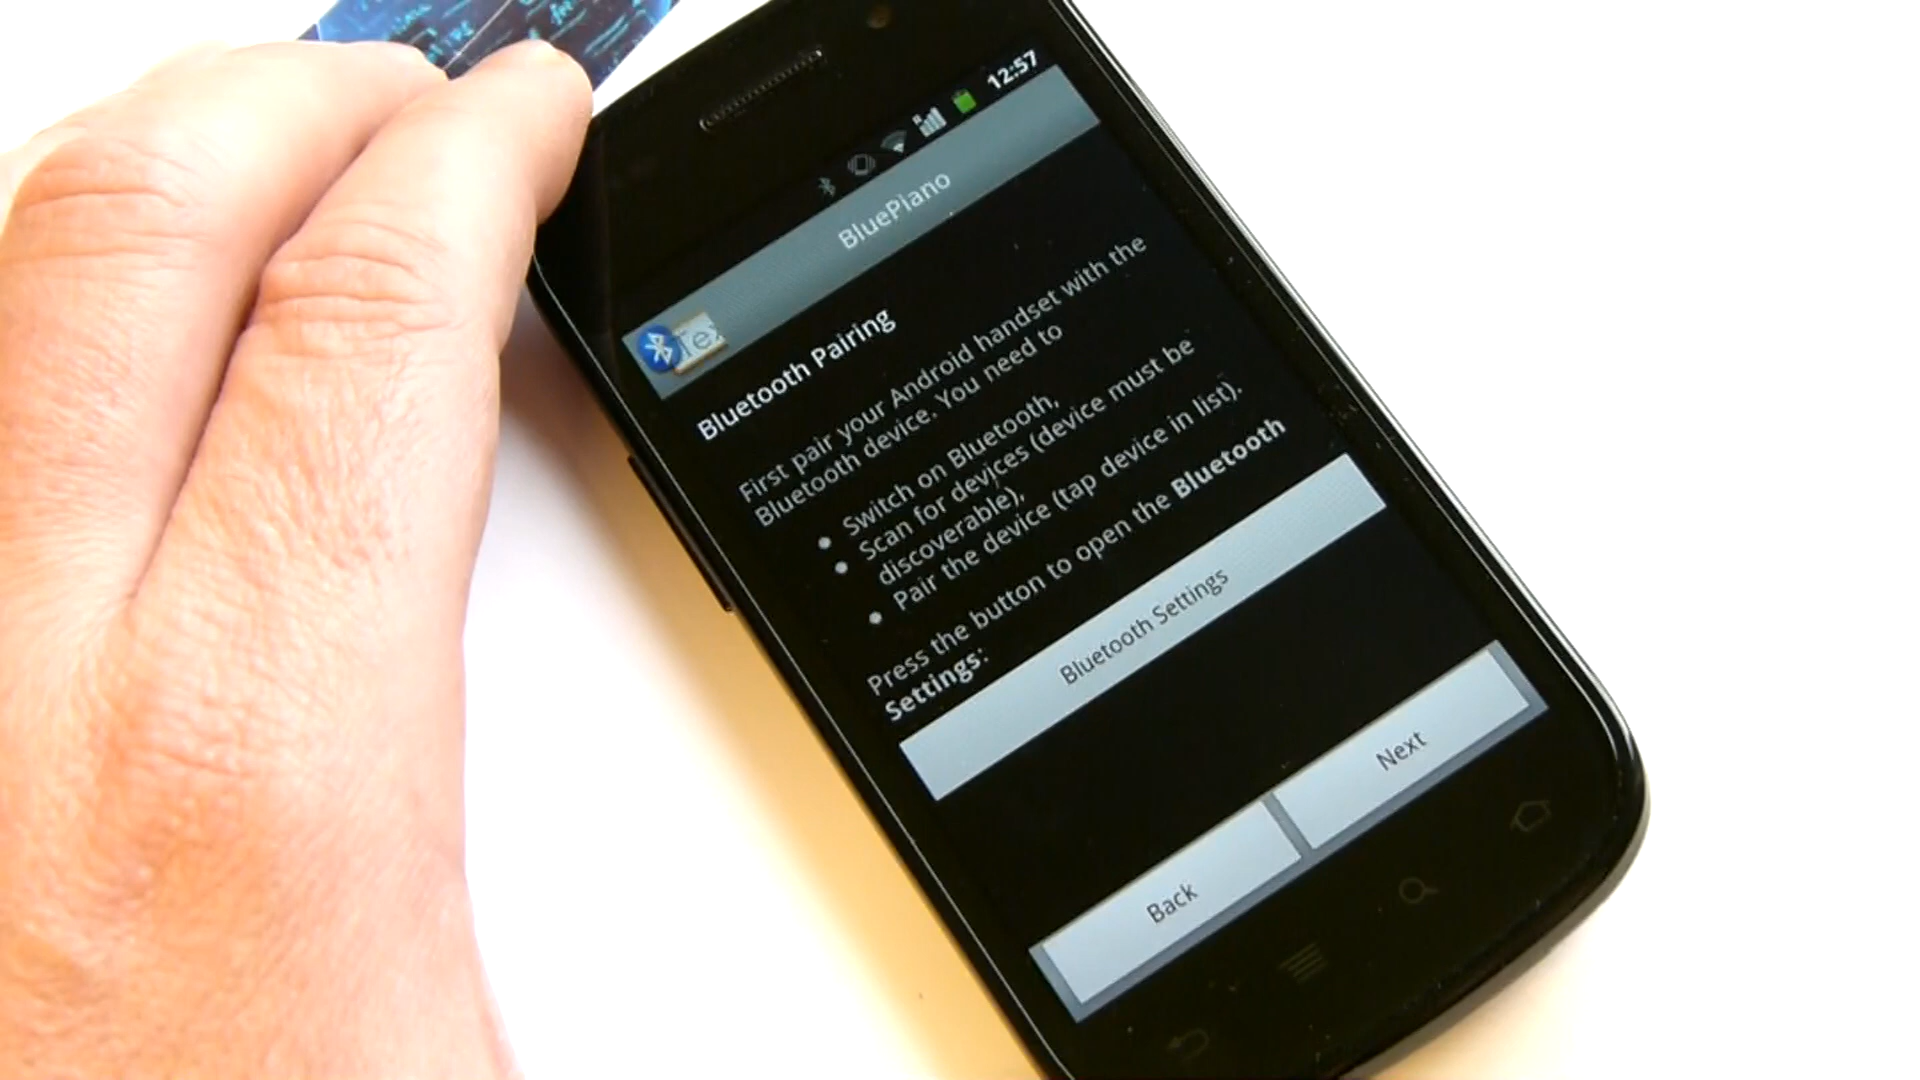 12:57
BluePiano
Tex
Bluetooth Pairing
First pair your Android handset with the
Bluetooth device. You need to
Switch on Bluetooth,
Scan for devices (device must be
discoverable),
Pair the device (tap device in list).
Press the button to open the Bluetooth
Settings:
Bluetooth Settings
Back
Next